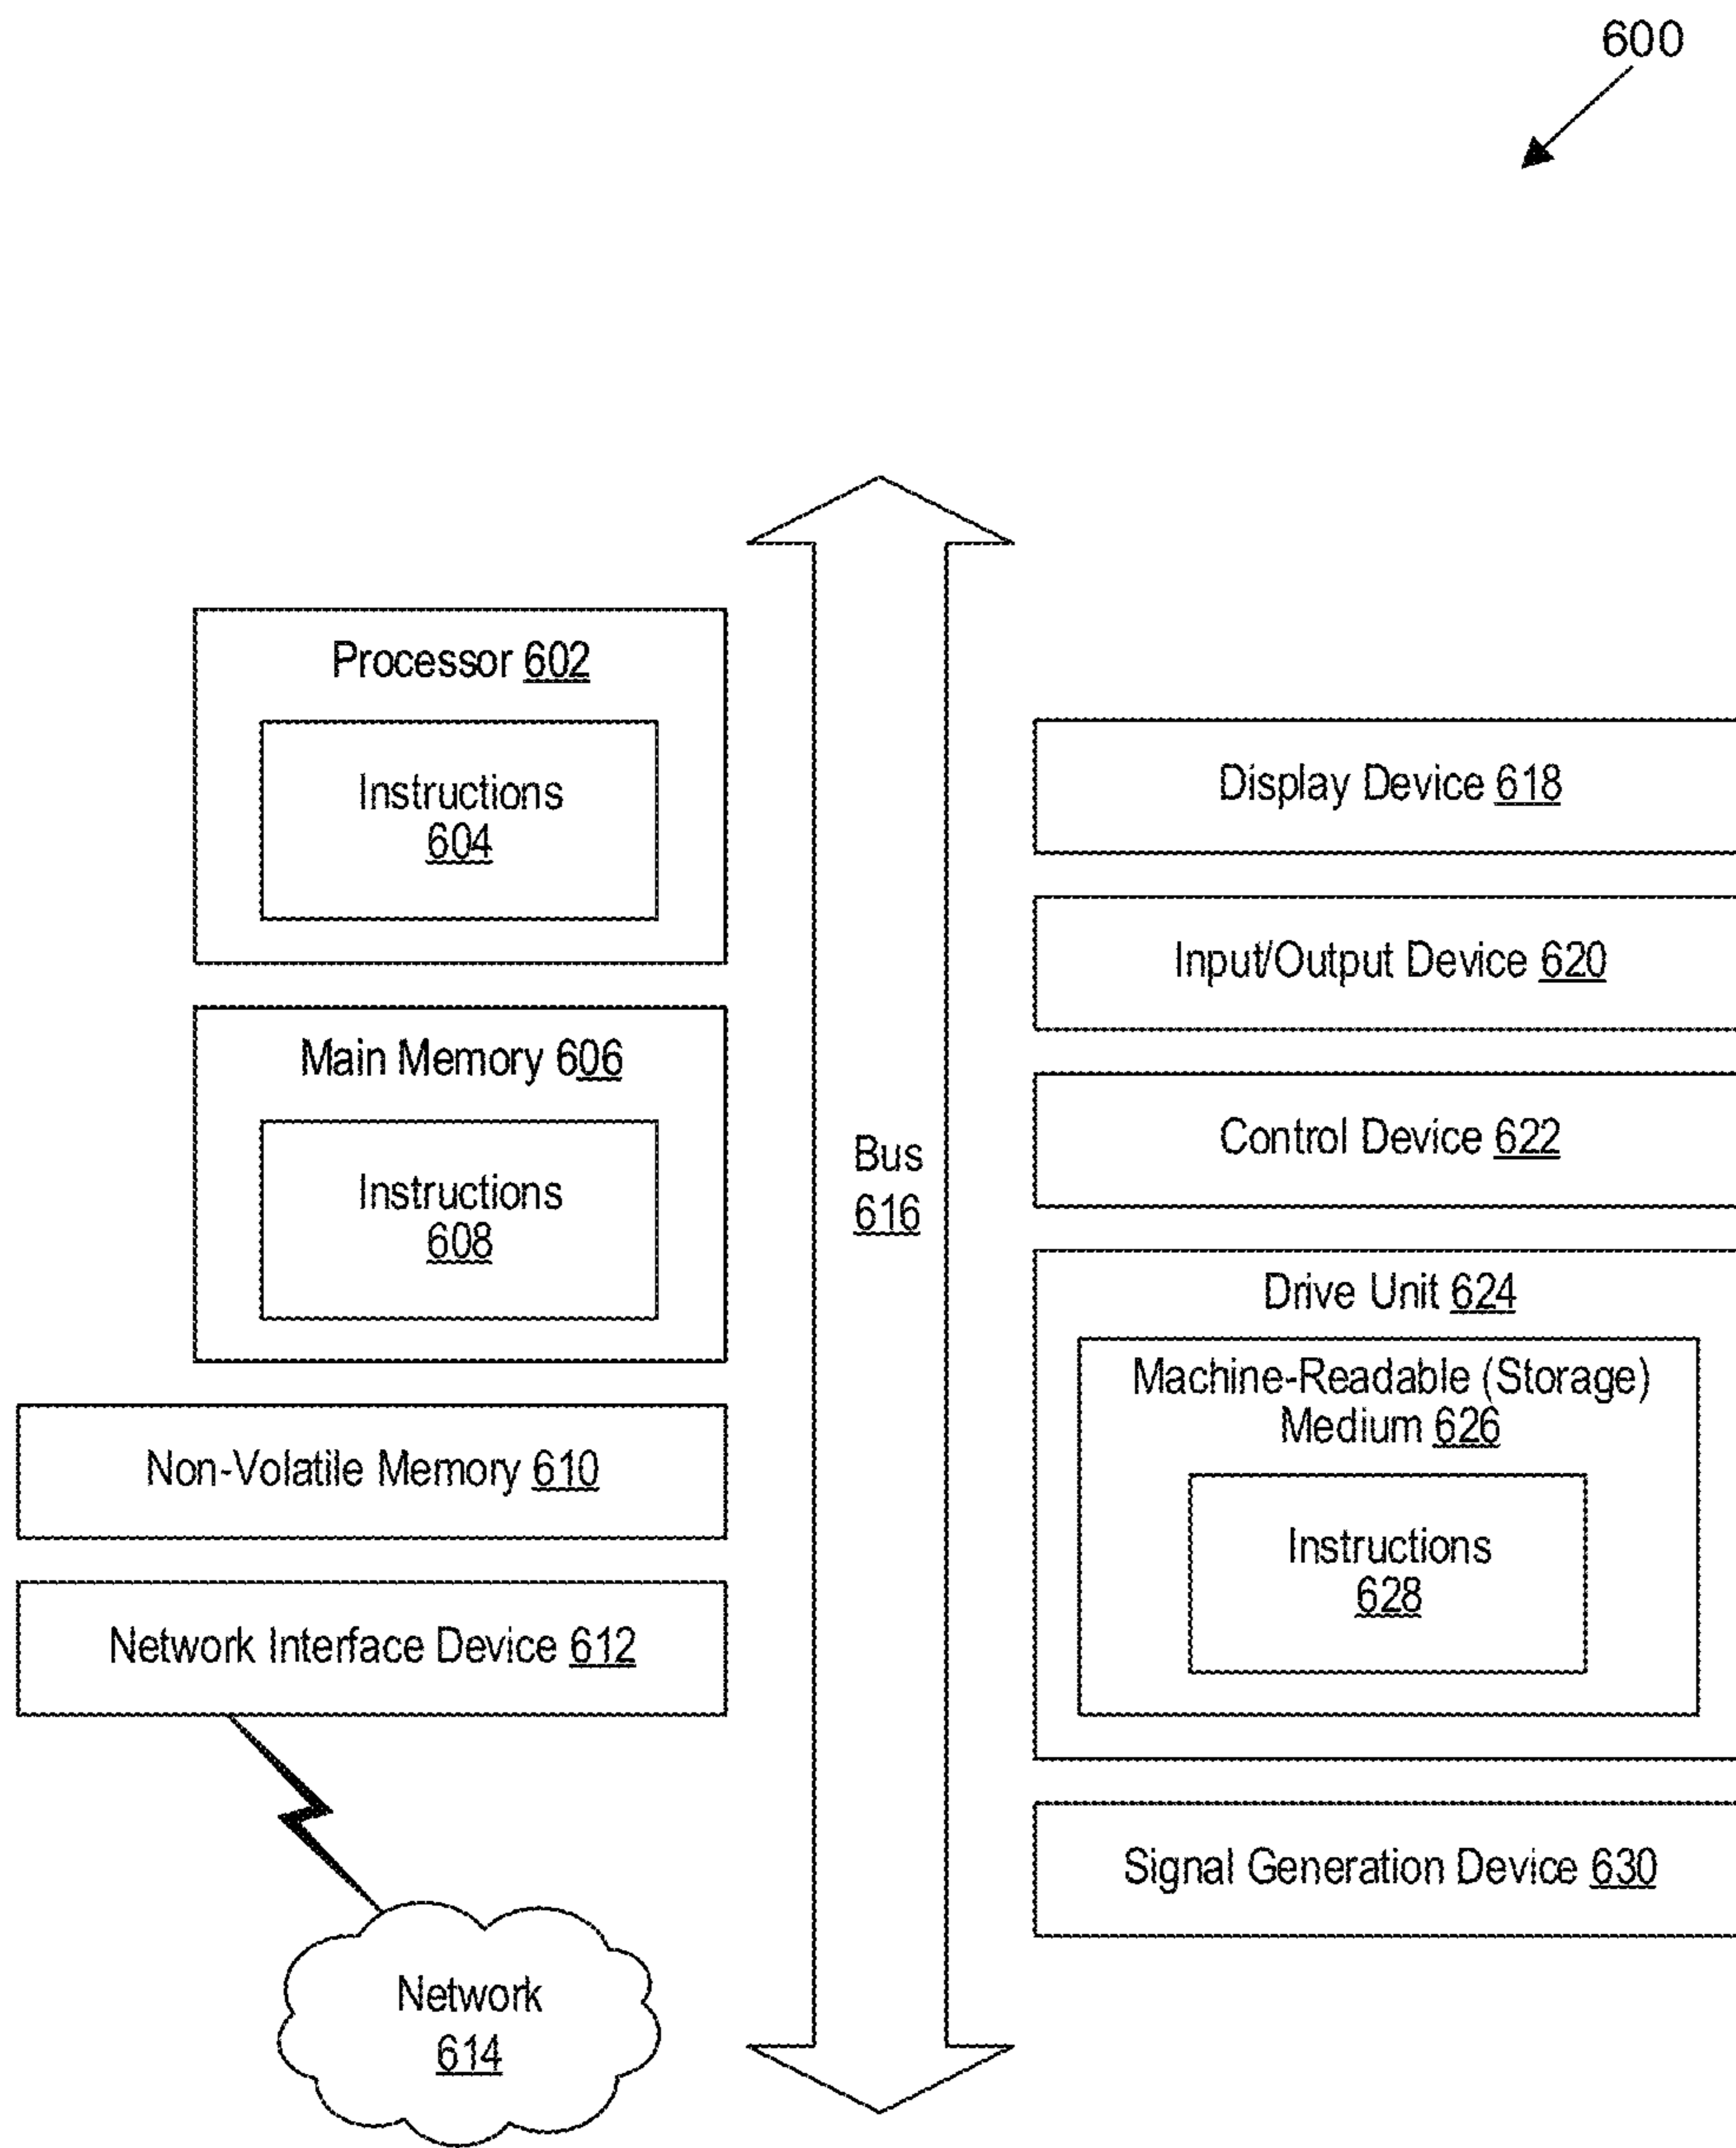 600
Processor 602
Instructions
604
Main Memory 606
Instructions
608
Non-Volatile Memory 610
Network Interface Device 612
Network
614
Bus
616
Display Device 618
Input/Output Device 620
Control Device 622
Drive Unit 624
Machine-Readable (Storage)
Medium 626
Instructions
628
Signal Generation Device 630